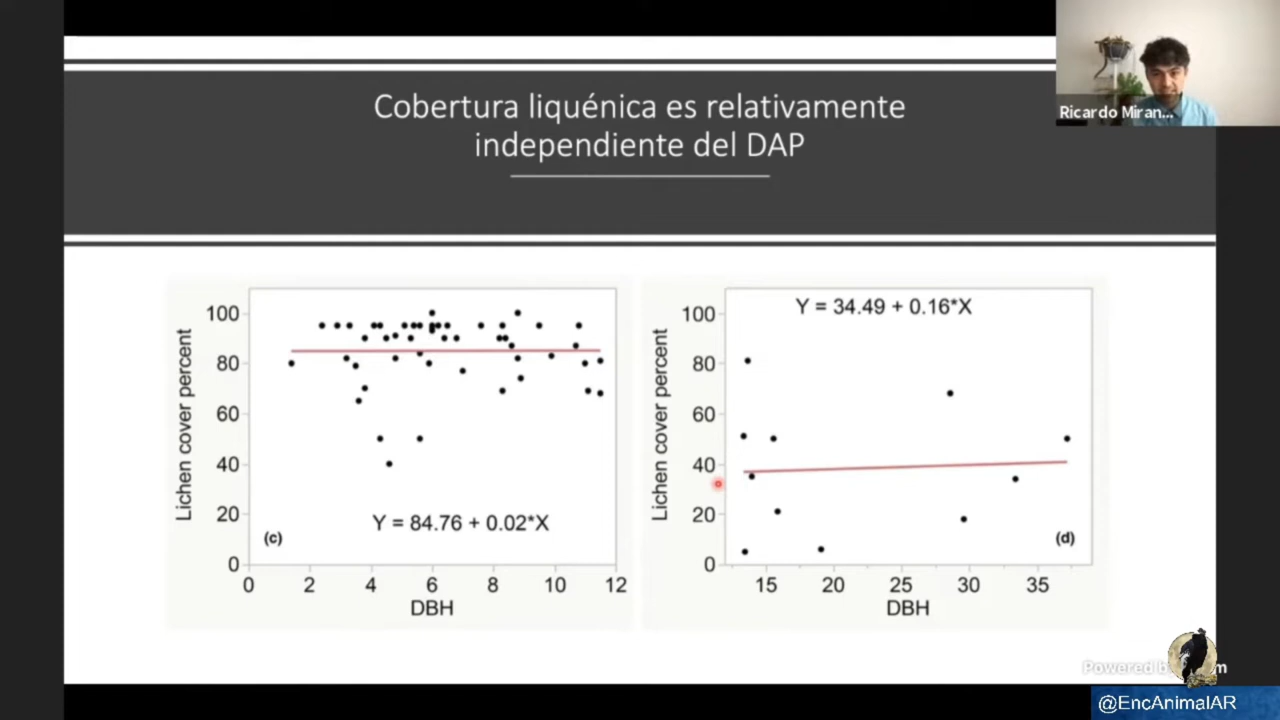 Cobertura liquénica es relativamente
independiente del DAP
Ricardo Miran...
Lichen cover percent
100
80
60
40
20
0
Y = 84.76 + 0.02*X
(c)
0 2 4 6 8 10 12
DBH
Lichen cover percent
100
80
60
40
20
0
Y = 34.49 + 0.16*X
(d)
15 20 25 30 35
DBH
Powered
@EncAnimalAR